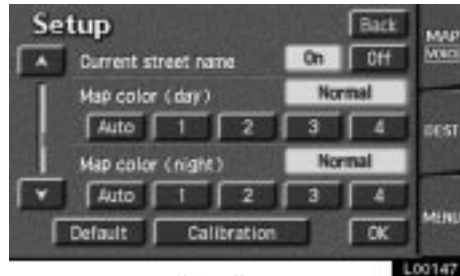 Setup Back
MAP
VOICE
Current street name On Off
Map color (day) Normal
Auto 1 2 3 4
DEST
Map color (night) Normal
Auto 1 2 3 4
MENU
Default Calibration OK
L00147